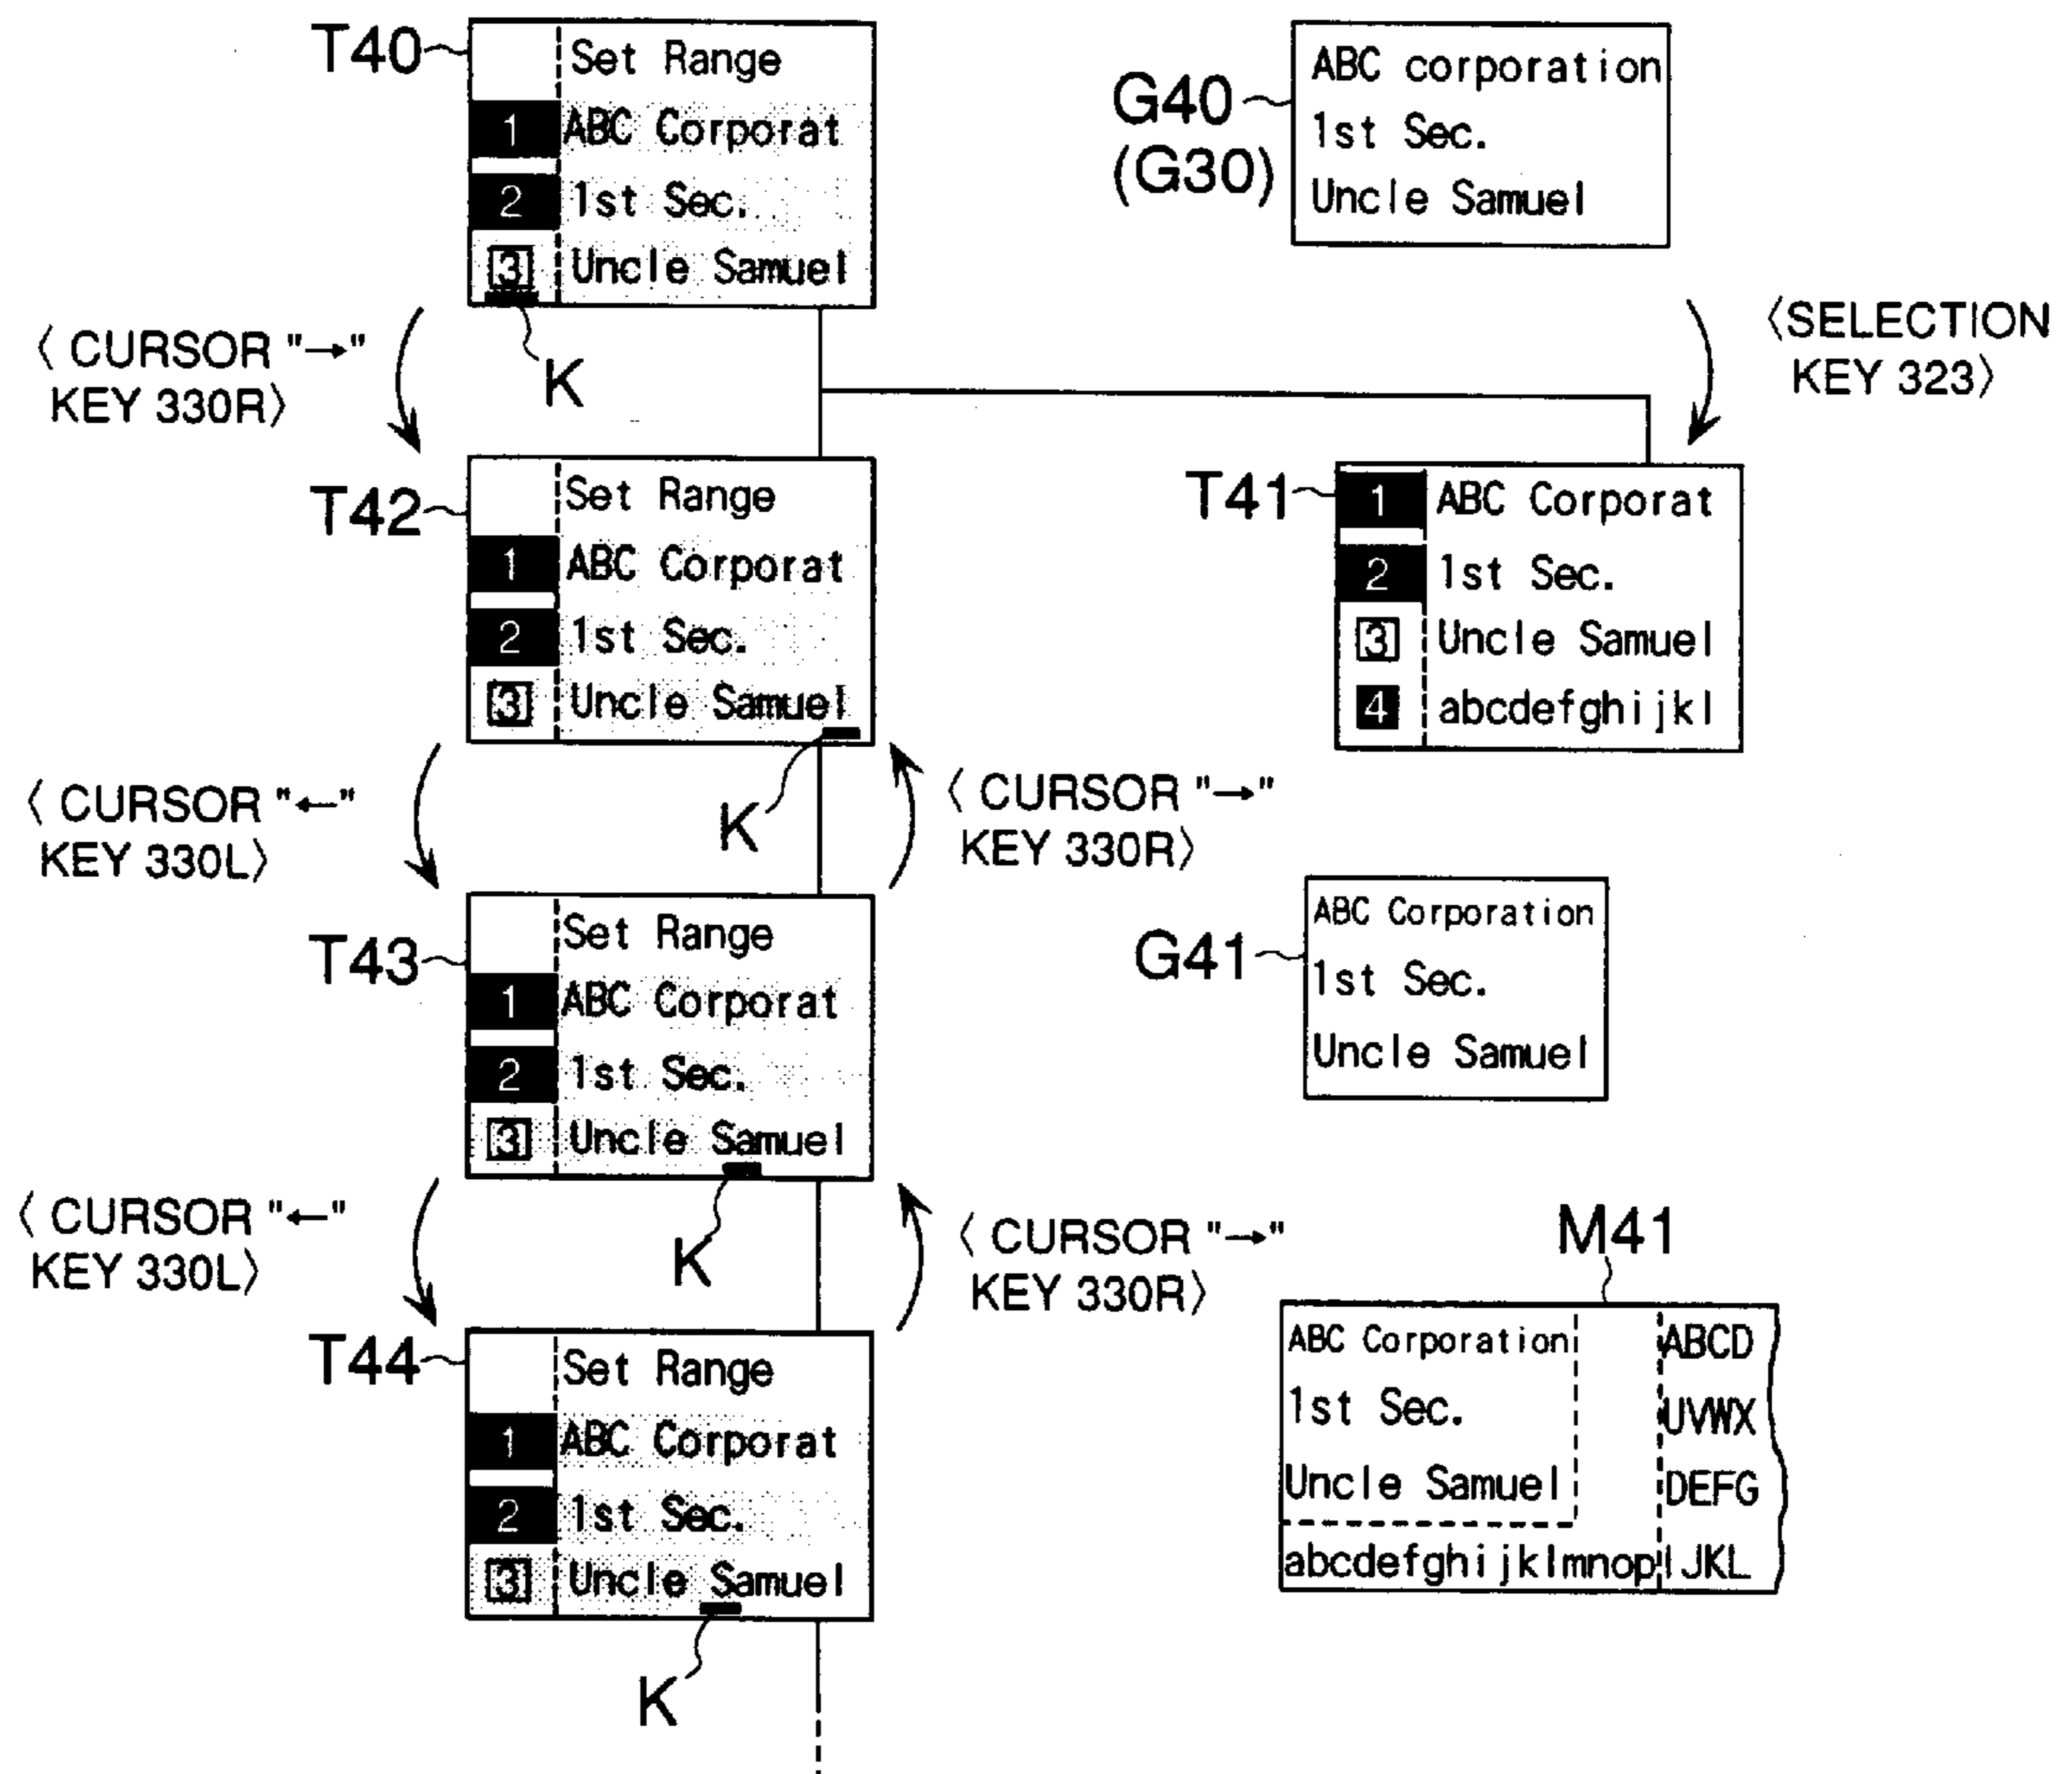 T40
Set Range
1 ABC Corporat
2 1st Sec.
3 Uncle Samuel
K
G40
(G30)
ABC corporation
1st Sec.
Uncle Samuel
〈 CURSOR "→"
KEY 330R〉
〈SELECTION
KEY 323〉
T42
Set Range
1 ABC Corporat
2 1st Sec.
3 Uncle Samuel
K
T41
1 ABC Corporat
2 1st Sec.
3 Uncle Samuel
4 abcdefghijkl
〈 CURSOR "←"
KEY 330L〉
〈 CURSOR "→"
KEY 330R〉
T43
Set Range
1 ABC Corporat
2 1st Sec.
3 Uncle Samuel
K
G41
ABC Corporation
1st Sec.
Uncle Samuel
〈 CURSOR "←"
KEY 330L〉
〈 CURSOR "→"
KEY 330R〉
T44
Set Range
1 ABC Corporat
2 1st Sec.
3 Uncle Samuel
K
M41
ABC Corporation ABCD
1st Sec. UVWX
Uncle Samuel DEFG
abcdefghijklmnop IJKL